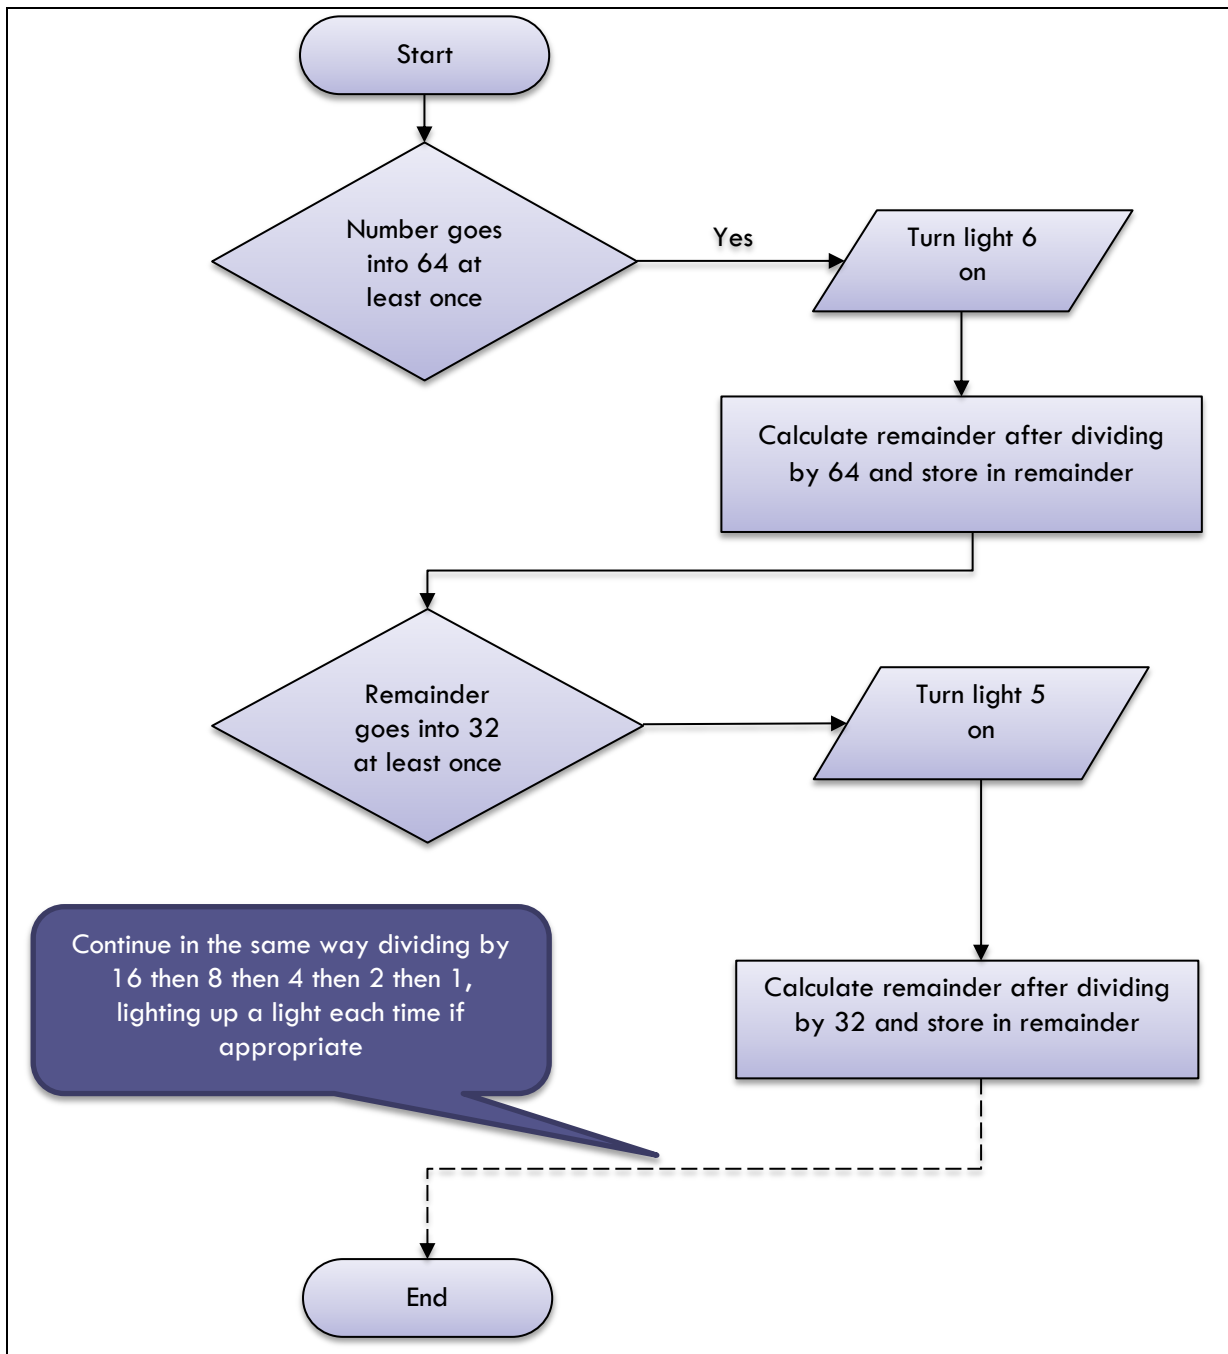 Start
Number goes
into 64 at
least once
Yes
Turn light 6
on
Calculate remainder after dividing
by 64 and store in remainder
Remainder
goes into 32
at least once
Turn light 5
on
Continue in the same way dividing by
16 then 8 then 4 then 2 then 1,
lighting up a light each time if
appropriate
Calculate remainder after dividing
by 32 and store in remainder
End